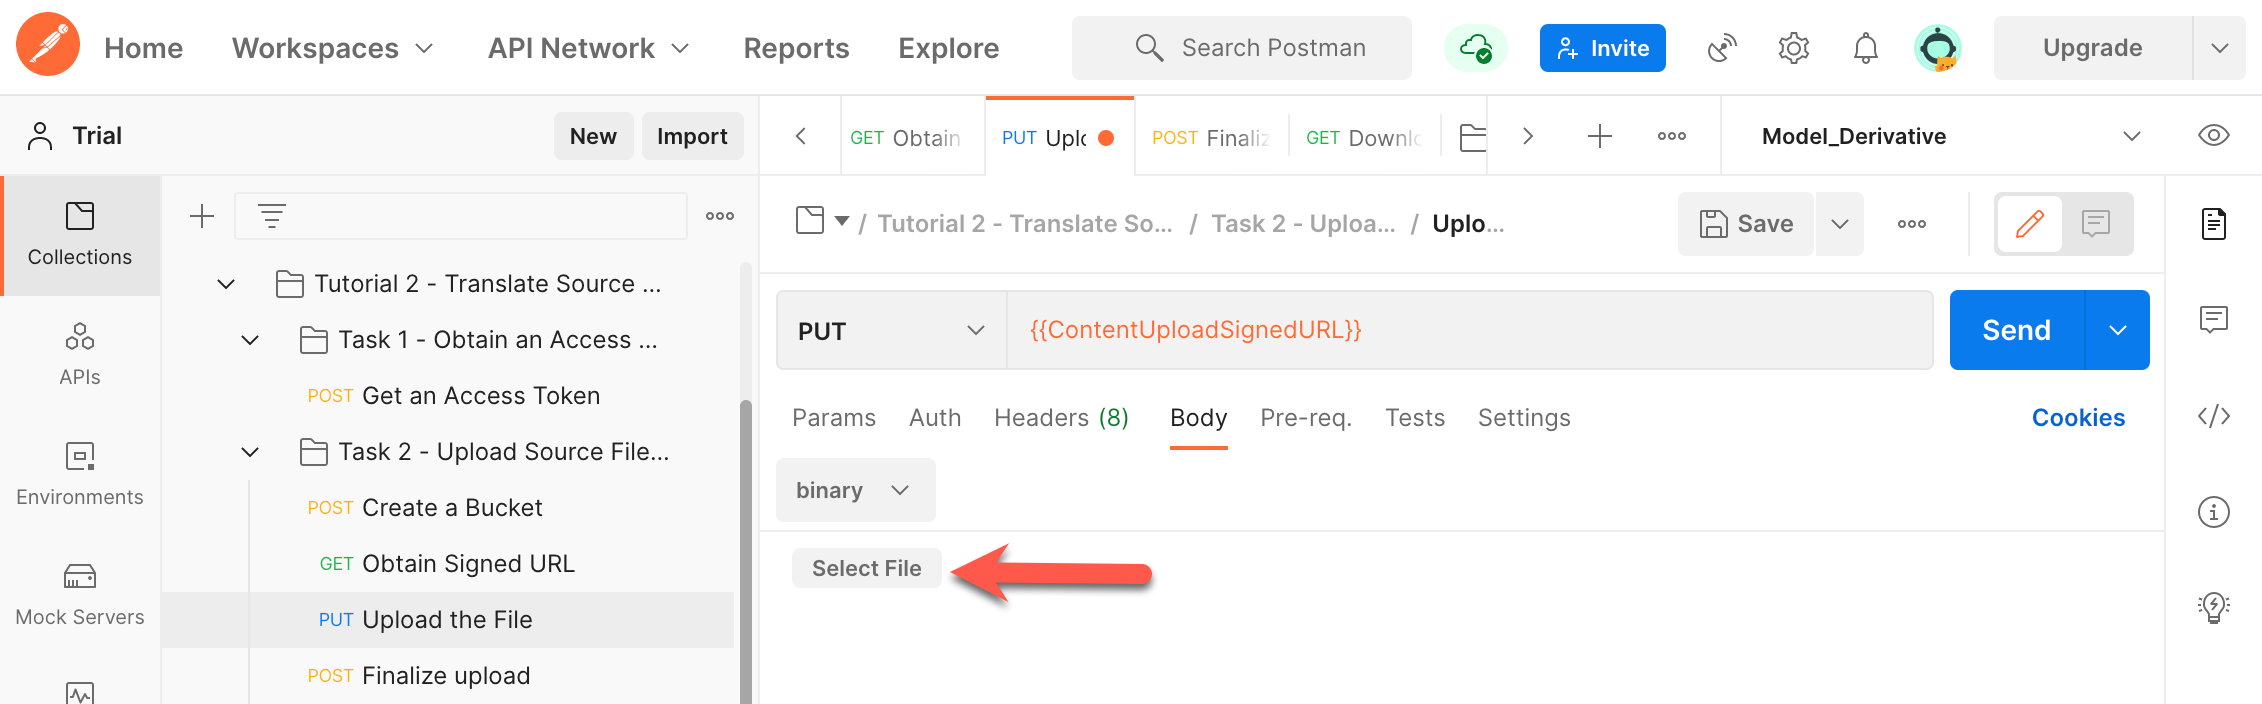 Home Workspaces API Network Reports Explore Search Postman Invite Upgrade
Trial New Import
GET Obtain PUT Uplo POST Finaliz GET Downlo Model_Derivative
Collections
APIs
Environments
Mock Servers
Tutorial 2 - Translate Source ...
Task 1 - Obtain an Access ...
POST Get an Access Token
Task 2 - Upload Source File...
POST Create a Bucket
GET Obtain Signed URL
PUT Upload the File
POST Finalize upload
/ Tutorial 2 - Translate So... / Task 2 - Uploa... / Uplo... Save
PUT {{ContentUploadSignedURL}} Send
Params Auth Headers (8) Body Pre-req. Tests Settings Cookies
binary
Select File